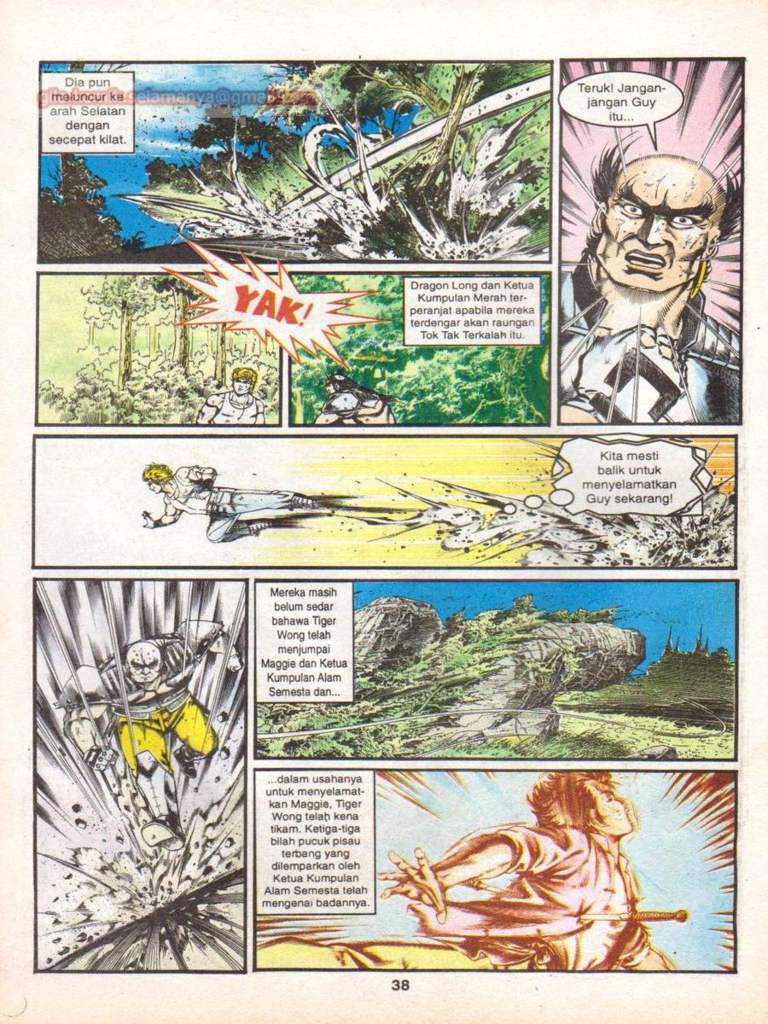 Dia pun
meluncur ke
arah Selatan
dengan
secepat kilat.
Teruk! Jangan-
jangan Guy
itu...
YAK!
Dragon Long dan Ketua
Kumpulan Merah ter-
peranjat apabila mereka
terdengar akan raungan
Tok Tak Terkalah itu.
Kita mesti
balik untuk
menyelamatkan
Guy sekarang!
Mereka masih
belum sedar
bahawa Tiger
Wong telah
menjumpai
Maggie dan Ketua
Kumpulan Alam
Semesta dan...
...dalam usahanya
untuk menyelamat-
kan Maggie, Tiger
Wong telah kena
tikam. Ketiga-tiga
bilah pucuk pisau
terbang yang
dilemparkan oleh
Ketua Kumpulan
Alam Semesta telah
mengenai badannya.
38